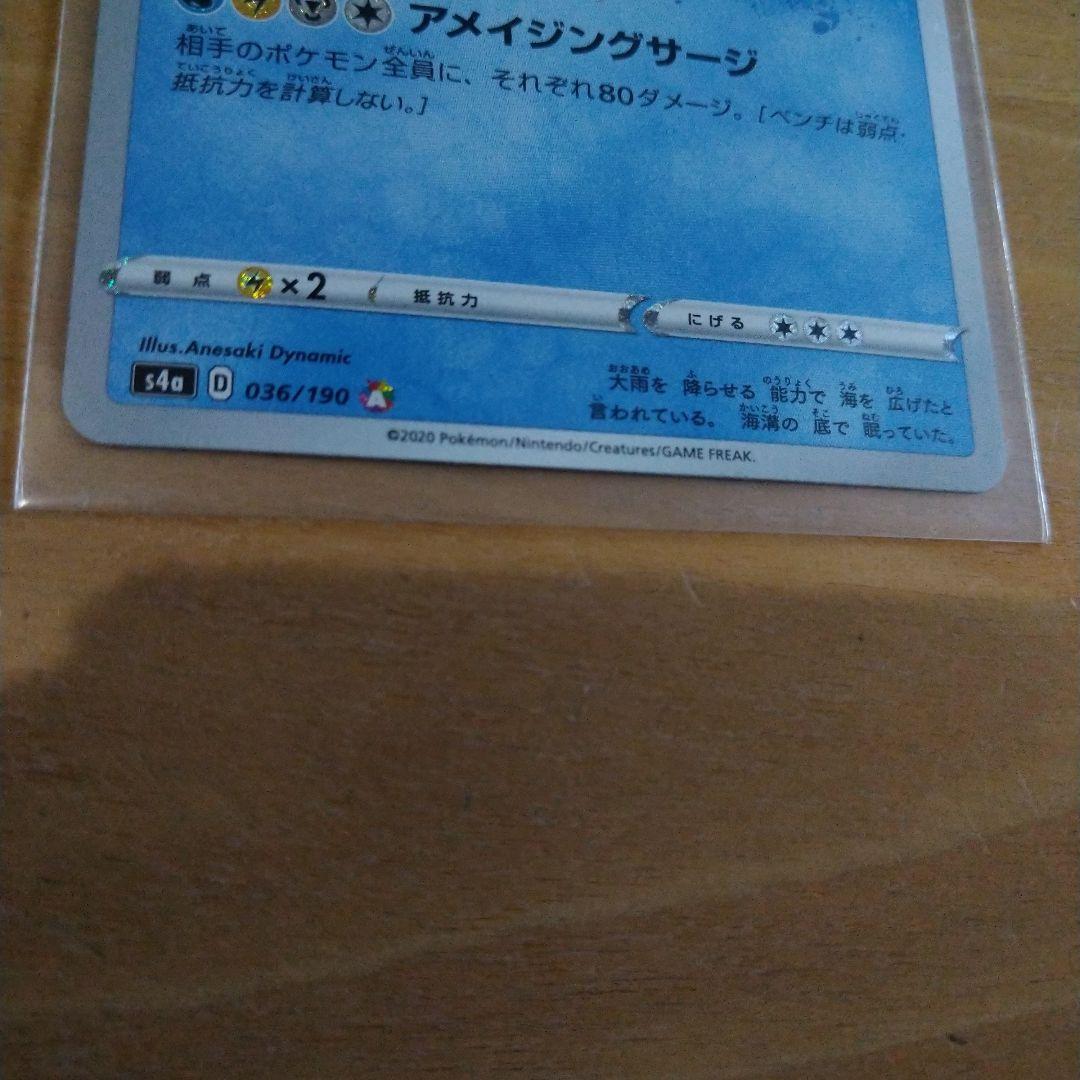 アメイジングサージ
相手のポケモン全員に、それぞれ80ダメージ。[ベンチは弱点・
抵抗力を計算しない。]
弱点 ×2 抵抗力 にげる
Illus.Anesaki Dynamic
s4a D 036/190 A
大雨を 降らせる 能力で 海を 広げたと
言われている。 海溝の 底で 眠っていた。
©2020 Pokémon/Nintendo/Creatures/GAME FREAK.